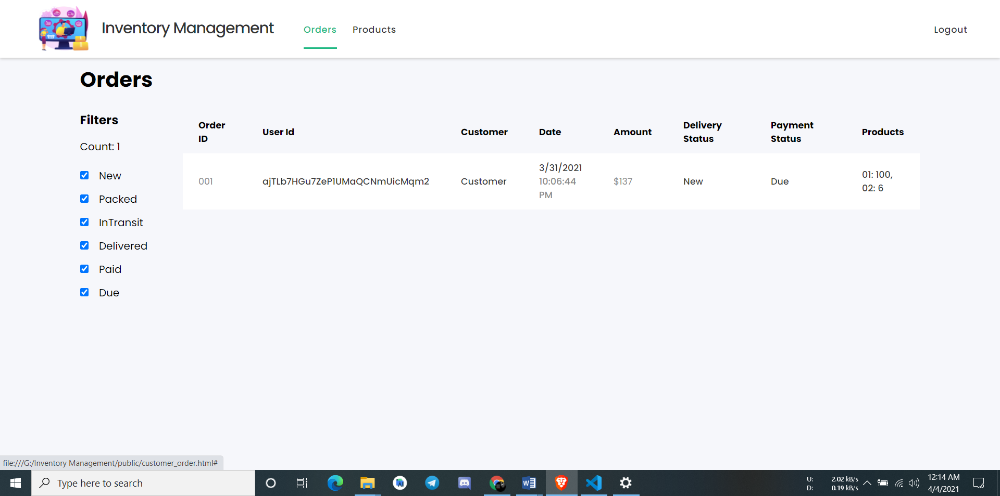 Inventory Management
Orders
Products
Logout
Orders
Filters
Count: 1
New
Packed
InTransit
Delivered
Paid
Due
Order ID
User Id
Customer
Date
Amount
Delivery Status
Payment Status
Products
001
ajTLb7HGu7ZeP1UMaQCNmUicMqm2
Customer
3/31/2021
10:06:44
PM
$137
New
Due
01: 100,
02: 6
file:///G:/Inventory Management/public/customer_order.html#
Type here to search
U: 2.02 kB/s
D: 0.19 kB/s
12:14 AM
4/4/2021